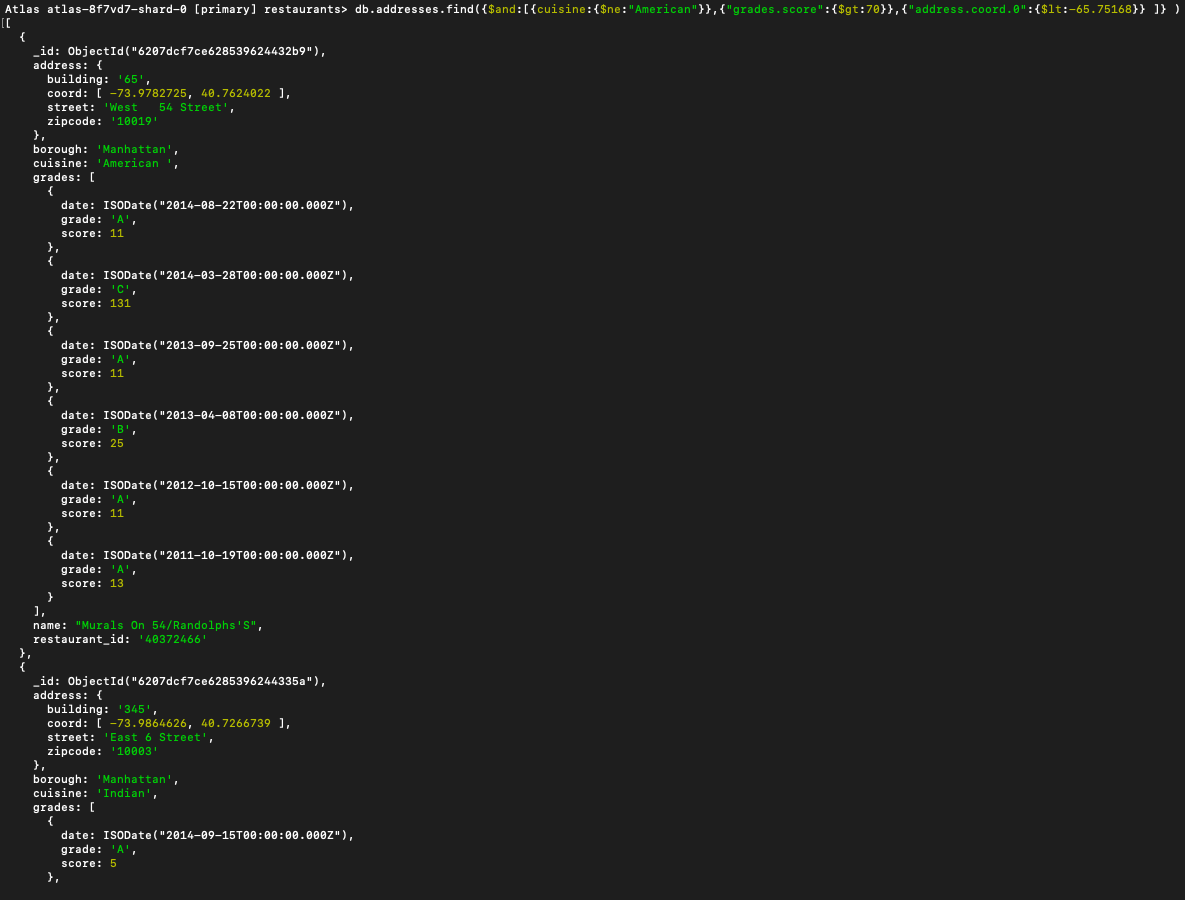 Atlas atlas-8f7vd7-shard-0 [primary] restaurants> db.addresses.find({$and:[{cuisine:{$ne:"American"}},{"grades.score":{$gt:70}},{"address.coord.0":{$lt:-65.75168}} ]} )
[[
  {
    _id: ObjectId("6207dcf7ce628539624432b9"),
    address: {
      building: '65',
      coord: [ -73.9782725, 40.7624022 ],
      street: 'West   54 Street',
      zipcode: '10019'
    },
    borough: 'Manhattan',
    cuisine: 'American ',
    grades: [
      {
        date: ISODate("2014-08-22T00:00:00.000Z"),
        grade: 'A',
        score: 11
      },
      {
        date: ISODate("2014-03-28T00:00:00.000Z"),
        grade: 'C',
        score: 131
      },
      {
        date: ISODate("2013-09-25T00:00:00.000Z"),
        grade: 'A',
        score: 11
      },
      {
        date: ISODate("2013-04-08T00:00:00.000Z"),
        grade: 'B',
        score: 25
      },
      {
        date: ISODate("2012-10-15T00:00:00.000Z"),
        grade: 'A',
        score: 11
      },
      {
        date: ISODate("2011-10-19T00:00:00.000Z"),
        grade: 'A',
        score: 13
      }
    ],
    name: "Murals On 54/Randolphs'S",
    restaurant_id: '40372466'
  },
  {
    _id: ObjectId("6207dcf7ce6285396244335a"),
    address: {
      building: '345',
      coord: [ -73.9864626, 40.7266739 ],
      street: 'East 6 Street',
      zipcode: '10003'
    },
    borough: 'Manhattan',
    cuisine: 'Indian',
    grades: [
      {
        date: ISODate("2014-09-15T00:00:00.000Z"),
        grade: 'A',
        score: 5
      },